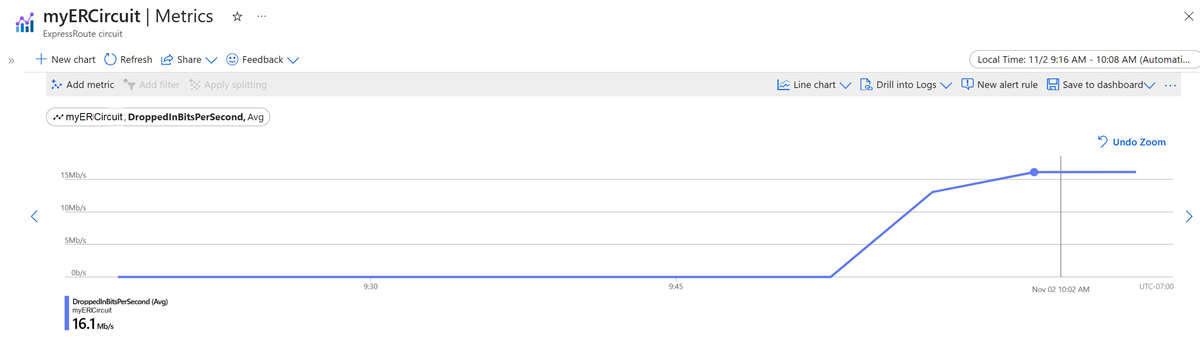 myERCircuit | Metrics
ExpressRoute circuit
New chart Refresh Share Feedback
Local Time: 11/2 9:16 AM - 10:08 AM (Automati...
Add metric Add filter Apply splitting Line chart Drill into Logs New alert rule Save to dashboard ...
myERCircuit, DroppedInBitsPerSecond, Avg
Undo Zoom
15Mb/s
10Mb/s
5Mb/s
0b/s
9:30 9:45 Nov 02 10:02 AM UTC-07:00
DroppedInBitsPerSecond (Avg)
myERCircuit
16.1 Mb/s